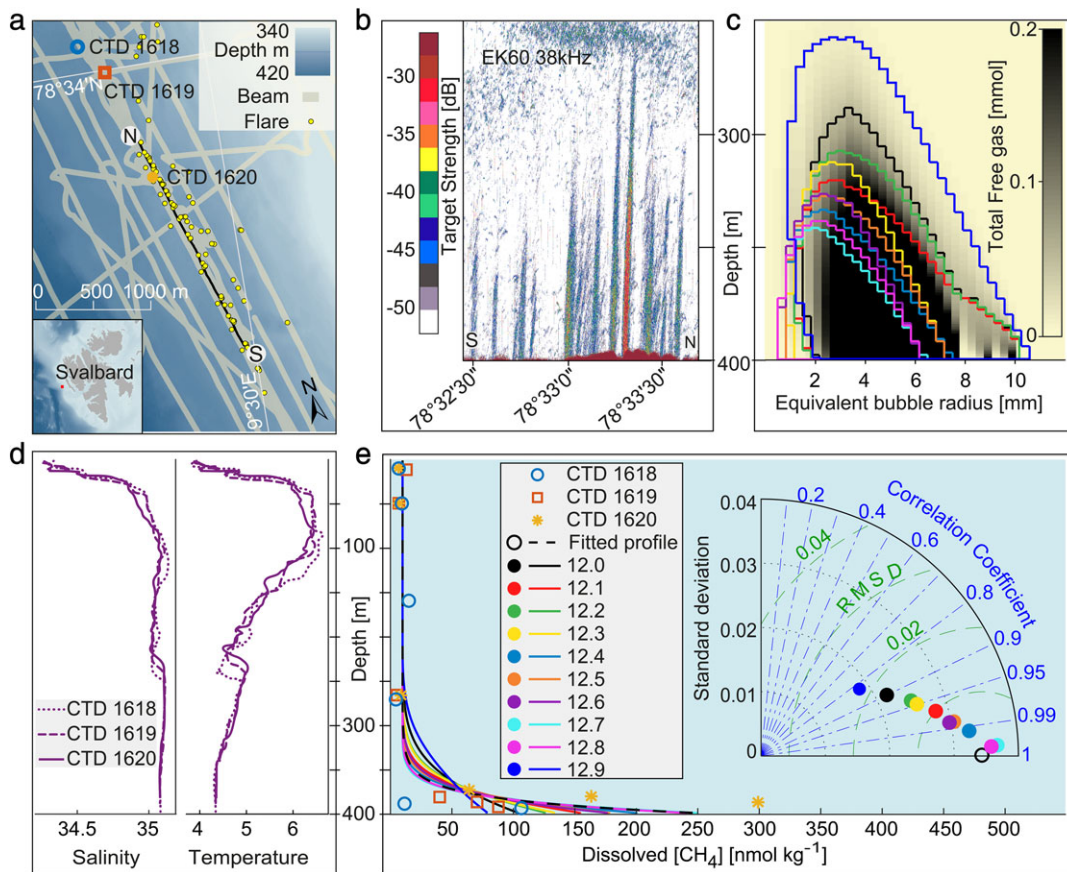 a
CTD 1618
CTD 1619
78°34'N
340
Depth m
420
Beam
Flare
N
CTD 1620
0 500 1000 m
S
Svalbard
9°30'E
N
b
EK60 38kHz
Target Strength [dB]
-30
-35
-40
-45
-50
S
N
78°32'30"
78°33'0"
78°33'30"
c
Depth [m]
300
400
2 4 6 8 10
Equivalent bubble radius [mm]
Total Free gas [mmol]
0.2
0.1
0
d
CTD 1618
CTD 1619
CTD 1620
34.5 35
Salinity
4 5 6
Temperature
Depth [m]
100
300
400
e
CTD 1618
CTD 1619
CTD 1620
Fitted profile
12.0
12.1
12.2
12.3
12.4
12.5
12.6
12.7
12.8
12.9
50 100 150 200 250 300 350 400 450 500
Dissolved [CH₄] [nmol kg⁻¹]
Standard deviation
0.04
0.03
0.02
0.01
0
Correlation Coefficient
0.2
0.4
0.6
0.8
0.9
0.95
0.99
1
RMSD
0.04
0.02